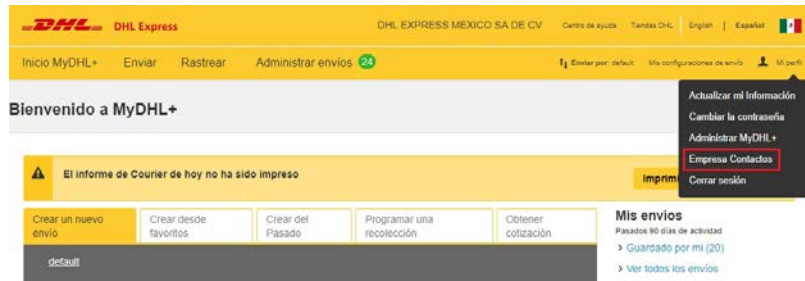 DHL DHL Express
DHL EXPRESS MEXICO SA DE CV
Centro de ayuda Tiendas DHL English | Español
Inicio MyDHL+ Enviar Rastrear Administrar envíos 24
Enviar por: default Mis configuraciones de envío Mi perfil
Actualizar mi Información
Cambiar la contraseña
Administrar MyDHL+
Empresa Contactos
Cerrar sesión
Bienvenido a MyDHL+
El informe de Courier de hoy no ha sido impreso
Imprim
Crear un nuevo envío
Crear desde favoritos
Crear del Pasado
Programar una recolección
Obtener cotización
default
Mis envíos
Pasados 90 días de actividad
Guardado por mi (20)
Ver todos los envíos